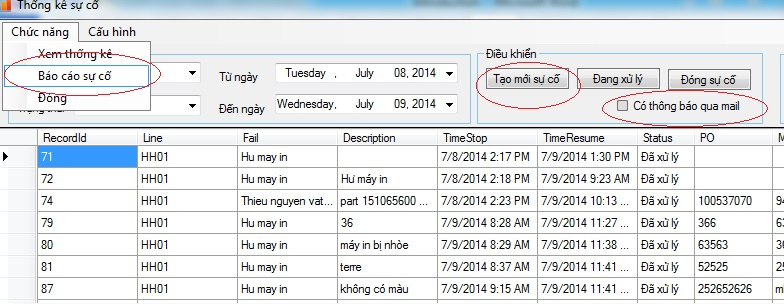 Thống kê sự cố
Chức năng Cấu hình
Xem thống kê
Báo cáo sự cố
Đóng
Từ ngày Tuesday , July 08, 2014
Đến ngày Wednesday, July 09, 2014
Điều khiển
Tạo mới sự cố Đang xử lý Đóng sự cố
Có thông báo qua mail
RecordId Line Fail Description TimeStop TimeResume Status PO
71 HH01 Hu may in 7/8/2014 2:17 PM 7/9/2014 1:30 PM Đã xử lý
72 HH01 Hu may in Hư máy in 7/8/2014 2:18 PM 7/9/2014 9:23 AM Đã xử lý
74 HH01 Thieu nguyen vat... part 151065600 ... 7/8/2014 2:23 PM 7/9/2014 10:13 ... Đã xử lý 100537070
79 HH01 Hu may in 36 7/9/2014 8:28 AM 7/9/2014 11:27 ... Đã xử lý 366
80 HH01 Hu may in máy in bị nhòe 7/9/2014 8:29 AM 7/9/2014 11:38 ... Đã xử lý 63563
81 HH01 Hu may in terre 7/9/2014 8:37 AM 7/9/2014 11:41 ... Đã xử lý 52525
87 HH01 Hu may in không có màu 7/9/2014 9:15 AM 7/9/2014 11:41 ... Đã xử lý 252652626